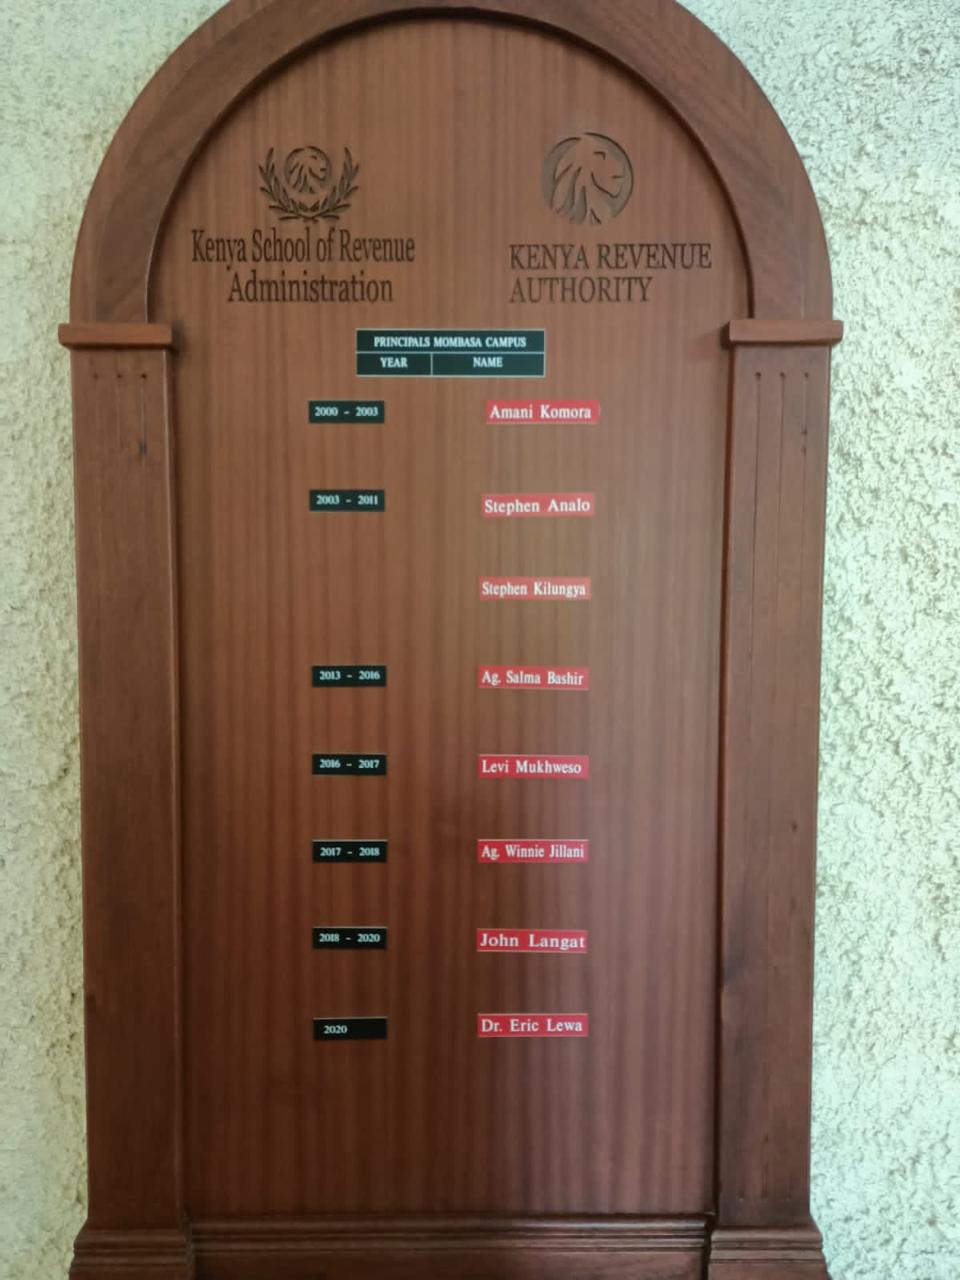 Kenya School of Revenue
Administration
KENYA REVENUE
AUTHORITY
PRINCIPALS MOMBASA CAMPUS
YEAR NAME
2000 - 2003 Amani Komora
2003 - 2011 Stephen Analo
Stephen Kilungya
2013 - 2016 Ag. Salma Bashir
2016 - 2017 Levi Mukhweso
2017 - 2018 Ag. Winnie Jillani
2018 - 2020 John Langat
2020 Dr. Eric Lewa